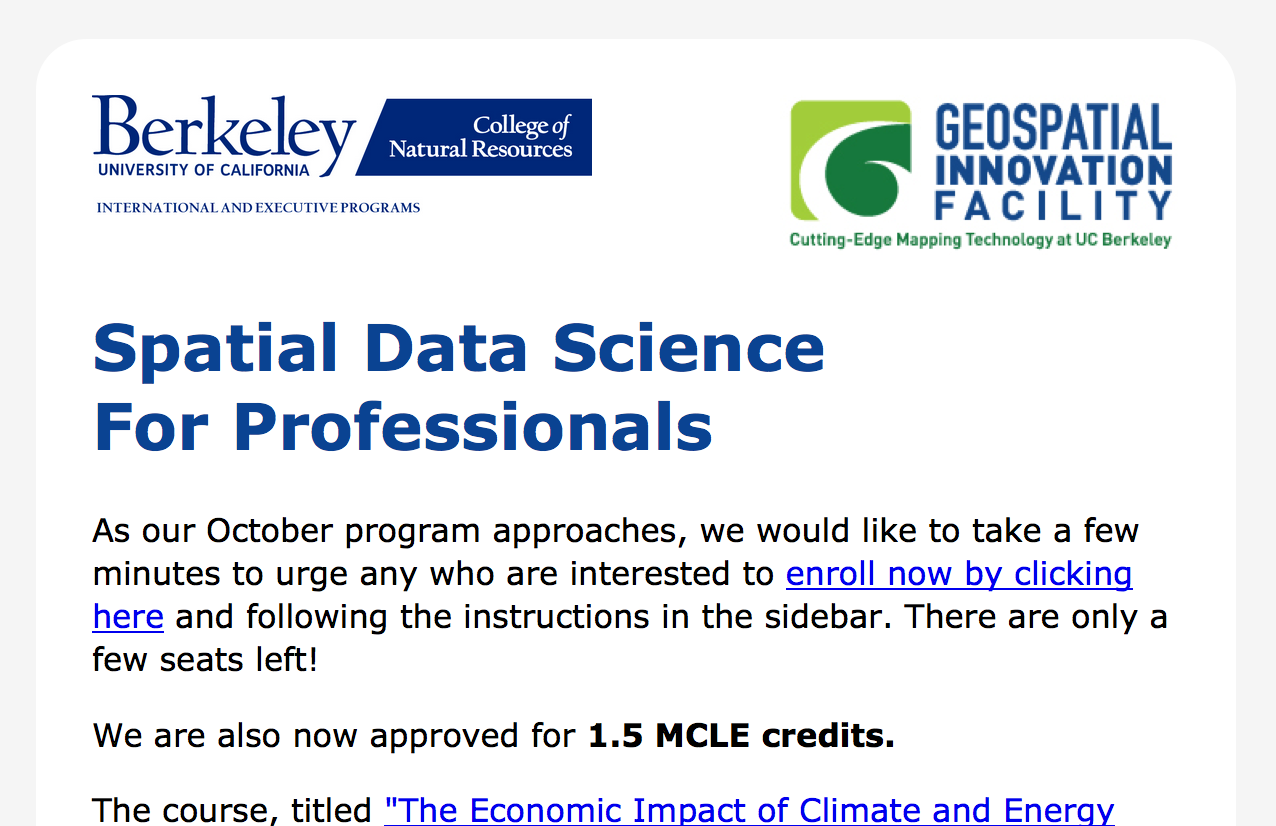 Berkeley
UNIVERSITY OF CALIFORNIA
College of
Natural Resources
INTERNATIONAL AND EXECUTIVE PROGRAMS
GEOSPATIAL
INNOVATION
FACILITY
Cutting-Edge Mapping Technology at UC Berkeley
Spatial Data Science
For Professionals
As our October program approaches, we would like to take a few
minutes to urge any who are interested to enroll now by clicking
here and following the instructions in the sidebar. There are only a
few seats left!
We are also now approved for 1.5 MCLE credits.
The course, titled "The Economic Impact of Climate and Energy